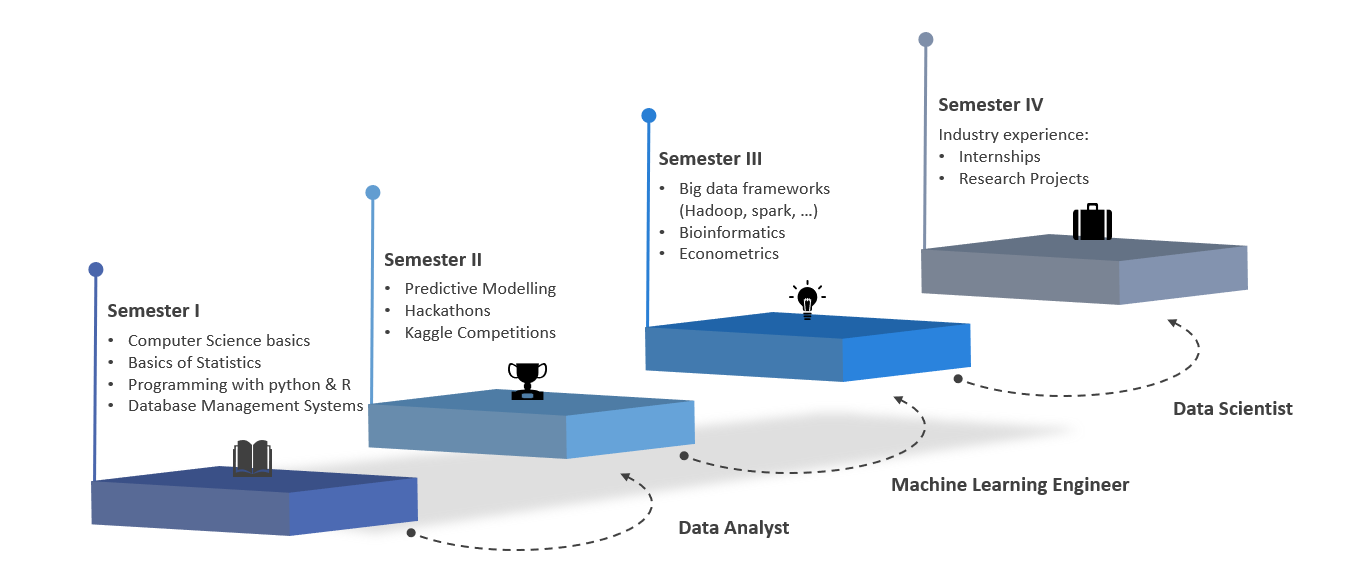 Semester I
• Computer Science basics
• Basics of Statistics
• Programming with python & R
• Database Management Systems
Semester II
• Predictive Modelling
• Hackathons
• Kaggle Competitions
Semester III
• Big data frameworks
(Hadoop, spark, …)
• Bioinformatics
• Econometrics
Semester IV
Industry experience:
• Internships
• Research Projects
Data Analyst
Machine Learning Engineer
Data Scientist